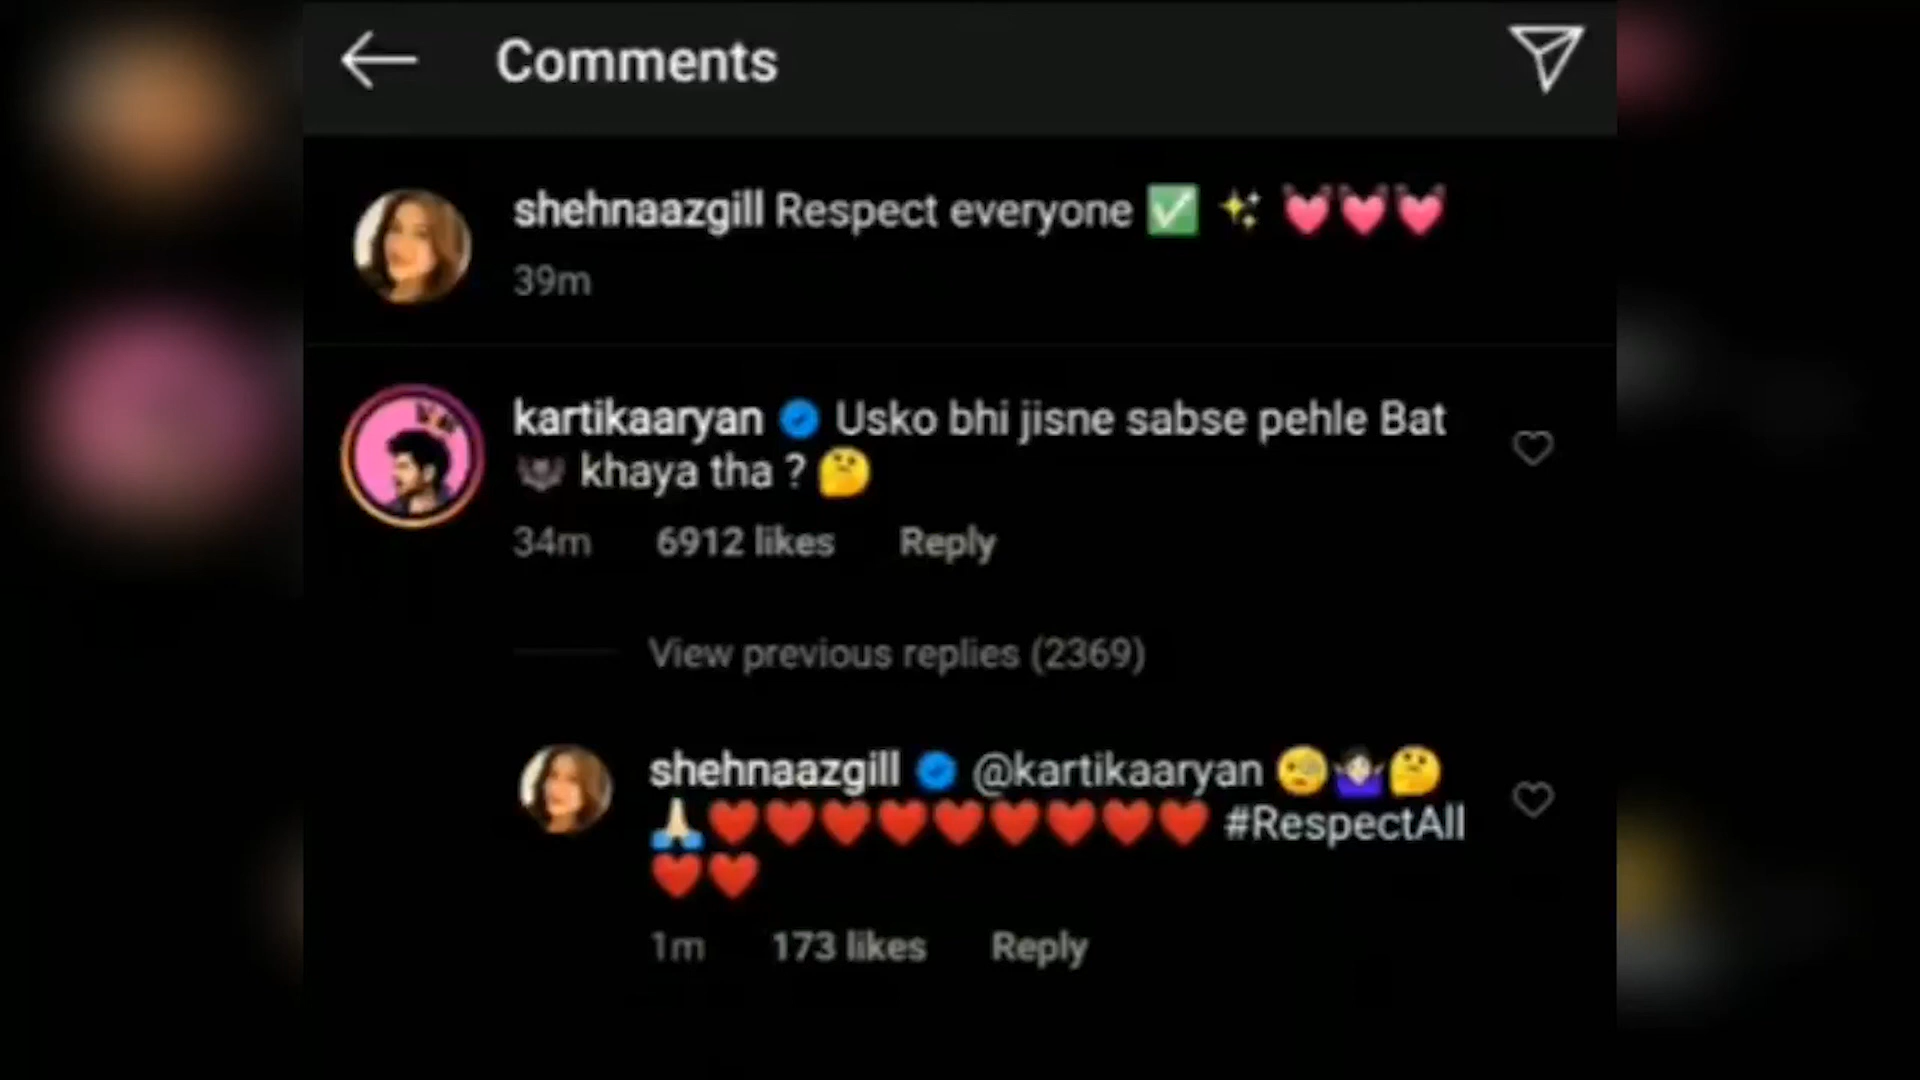 Comments
shehnaazgill Respect everyone ✅ ✨ 💓💓💓
39m
kartikaaryan Usko bhi jisne sabse pehle Bat
🦇 khaya tha ? 🤔
34m 6912 likes Reply
View previous replies (2369)
shehnaazgill @kartikaaryan 🧐🤷🏻‍♀️🤔
🙏🏻❤️❤️❤️❤️❤️❤️❤️❤️❤️ #RespectAll
❤️❤️
1m 173 likes Reply